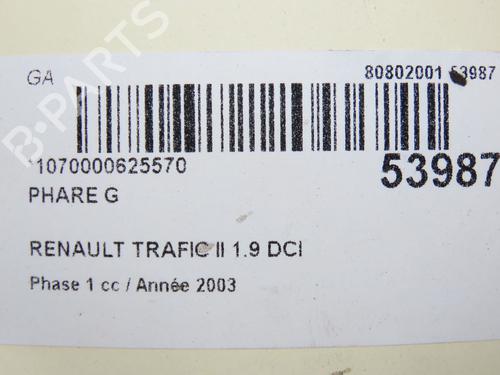 GA
80802001 53987
*1070000625570
53987
PHARE G
RENAULT TRAFIC II 1.9 DCI
Phase 1 cc / Année 2003
B-PARTS